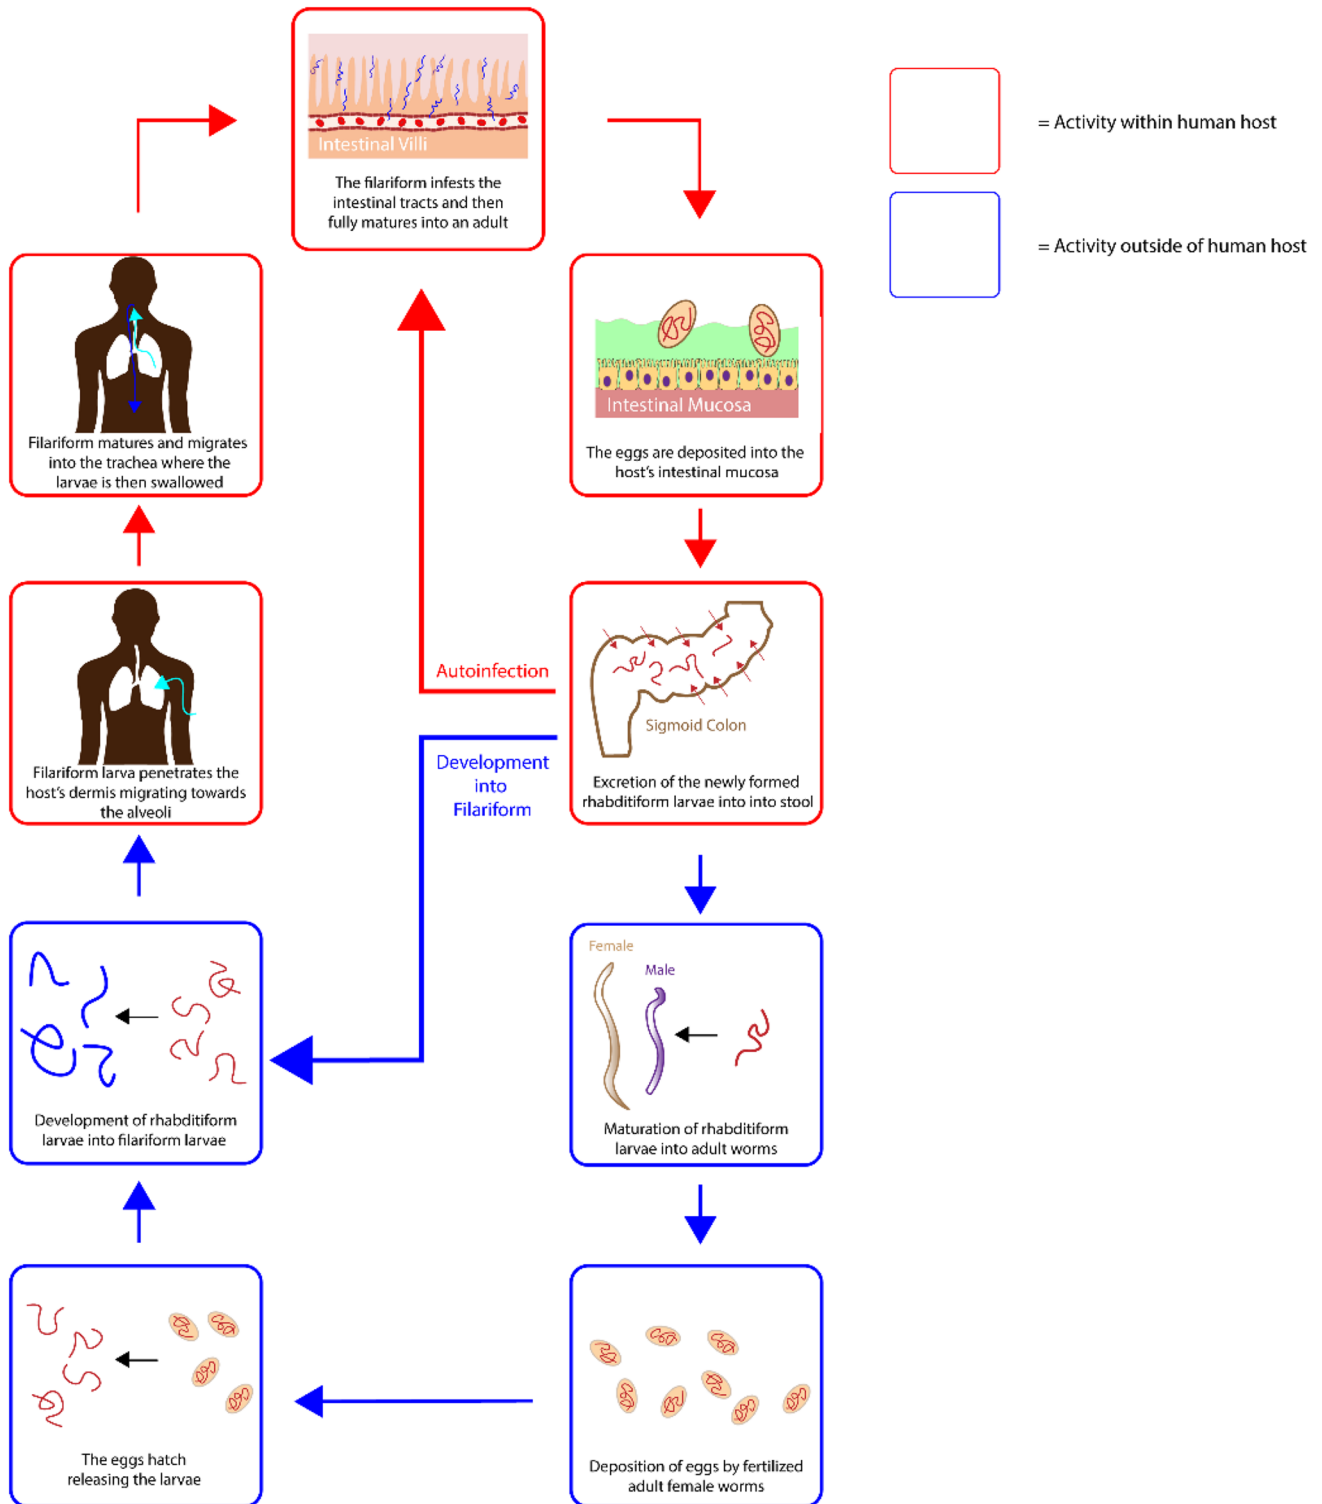 Intestinal Villi
The filariform infests the
intestinal tracts and then
fully matures into an adult
= Activity within human host
= Activity outside of human host
Filariform matures and migrates
into the trachea where the
larvae is then swallowed
Intestinal Mucosa
The eggs are deposited into the
host's intestinal mucosa
Filariform larva penetrates the
host's dermis migrating towards
the alveoli
Autoinfection
Development
into
Filariform
Sigmoid Colon
Excretion of the newly formed
rhabditiform larvae into into stool
Development of rhabditiform
larvae into filariform larvae
Female
Male
Maturation of rhabditiform
larvae into adult worms
The eggs hatch
releasing the larvae
Deposition of eggs by fertilized
adult female worms